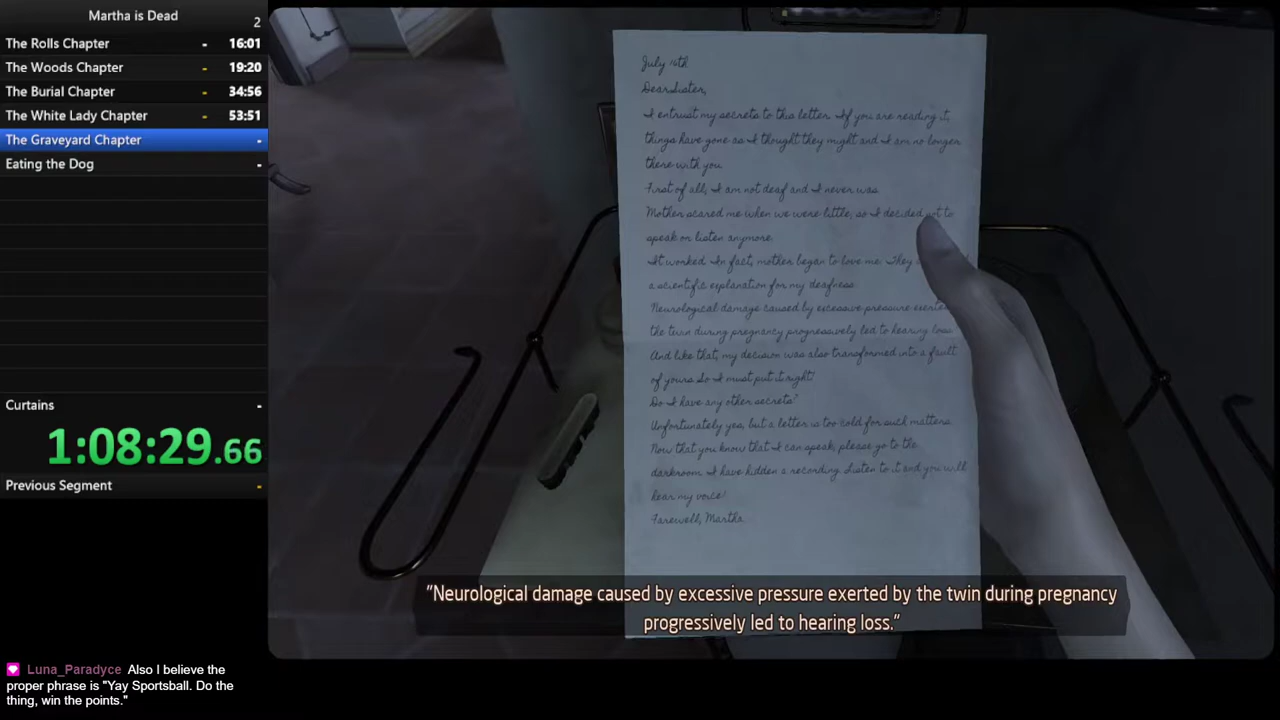 Martha is Dead
2
The Rolls Chapter - 16:01
The Woods Chapter - 19:20
The Burial Chapter - 34:56
The White Lady Chapter - 53:51
The Graveyard Chapter -
Eating the Dog -
Curtains -
1:08:29.66
Previous Segment -
Luna_Paradyce Also I believe the
proper phrase is "Yay Sportsball. Do the
thing, win the points."
July 16th
Dear Sister,
I entrust my secrets to this letter. If you are reading it,
things have gone as I thought they might and I am no longer
there with you.
First of all, I am not deaf and I never was.
Mother scared me when we were little, so I decided not to
speak or listen anymore.
It worked. In fact, mother began to love me. They
a scientific explanation for my deafness.
Neurological damage caused by excessive pressure exerted
the twin during pregnancy progressively led to hearing loss.
And like that, my decision was also transformed into a fault
of yours. So I must put it right!
Do I have any other secrets?
Unfortunately yes, but a letter is too cold for such matters.
Now that you know that I can speak, please go to the
darkroom. I have hidden a recording. Listen to it and you will
hear my voice!
Farewell, Martha.
"Neurological damage caused by excessive pressure exerted by the twin during pregnancy
progressively led to hearing loss."